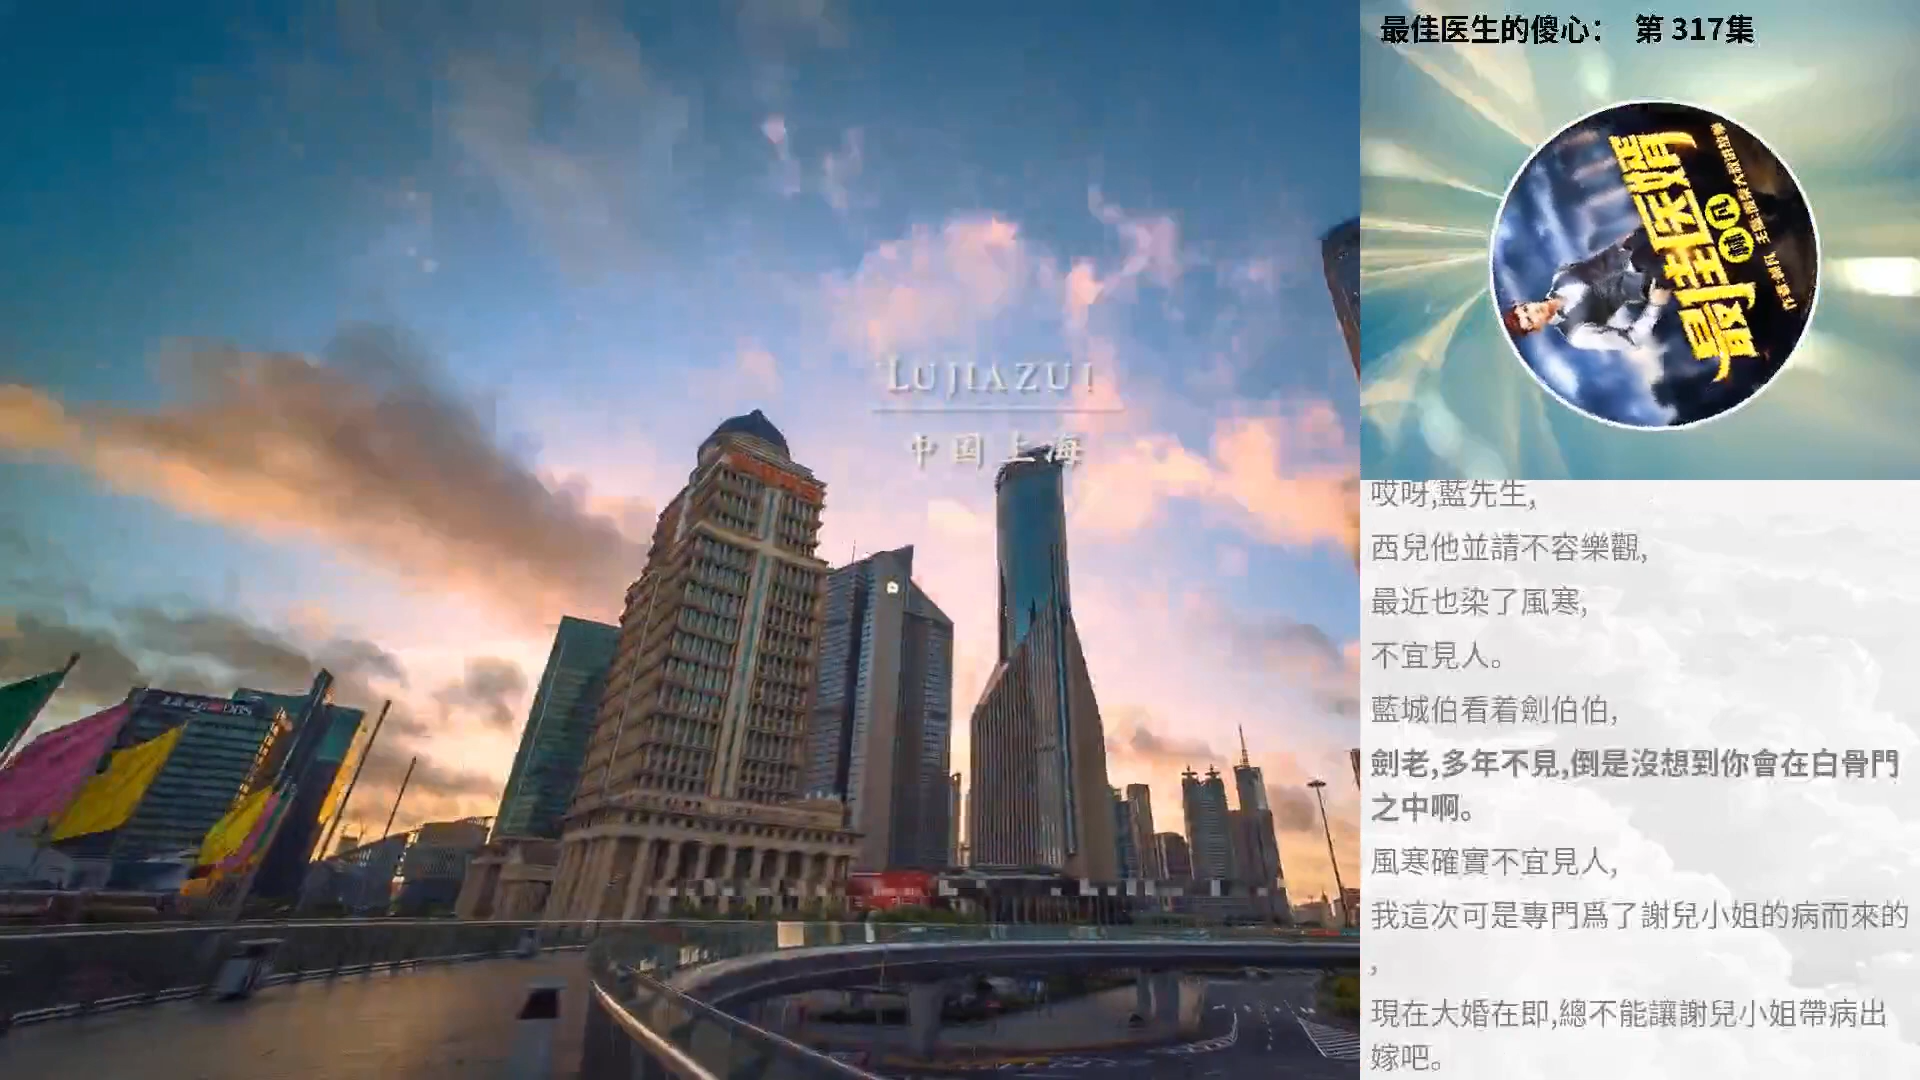 LUJIAZUI
中国上海
最佳医生的傻心： 第 317集
最佳医婿
哎呀,藍先生,
西兒他並請不容樂觀,
最近也染了風寒,
不宜見人。
藍城伯看着劍伯伯,
劍老,多年不見,倒是沒想到你會在白骨門
之中啊。
風寒確實不宜見人,
我這次可是專門爲了謝兒小姐的病而來的
,
現在大婚在即,總不能讓謝兒小姐帶病出
嫁吧。